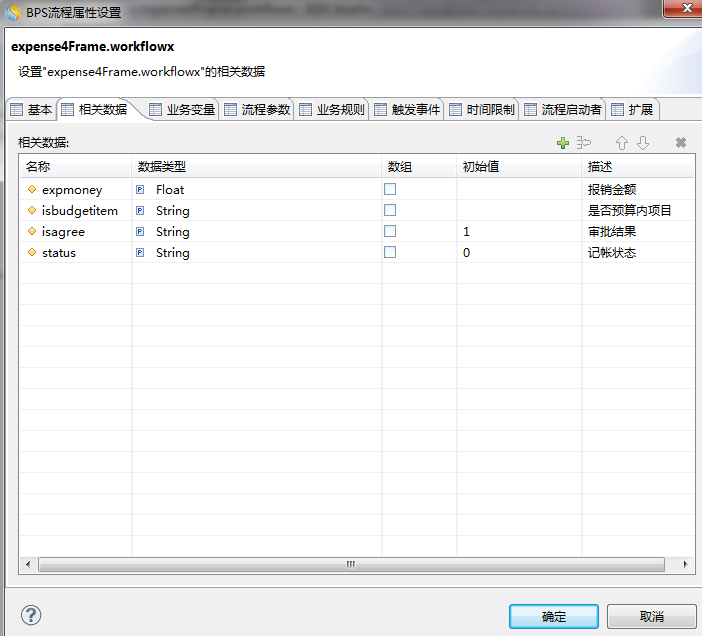 BPS流程属性设置
expense4Frame.workflowx
设置"expense4Frame.workflowx"的相关数据
基本 相关数据 业务变量 流程参数 业务规则 触发事件 时间限制 流程启动者 扩展
相关数据:
名称 数据类型 数组 初始值 描述
expmoney Float 报销金额
isbudgetitem String 是否预算内项目
isagree String 1 审批结果
status String 0 记帐状态
确定 取消